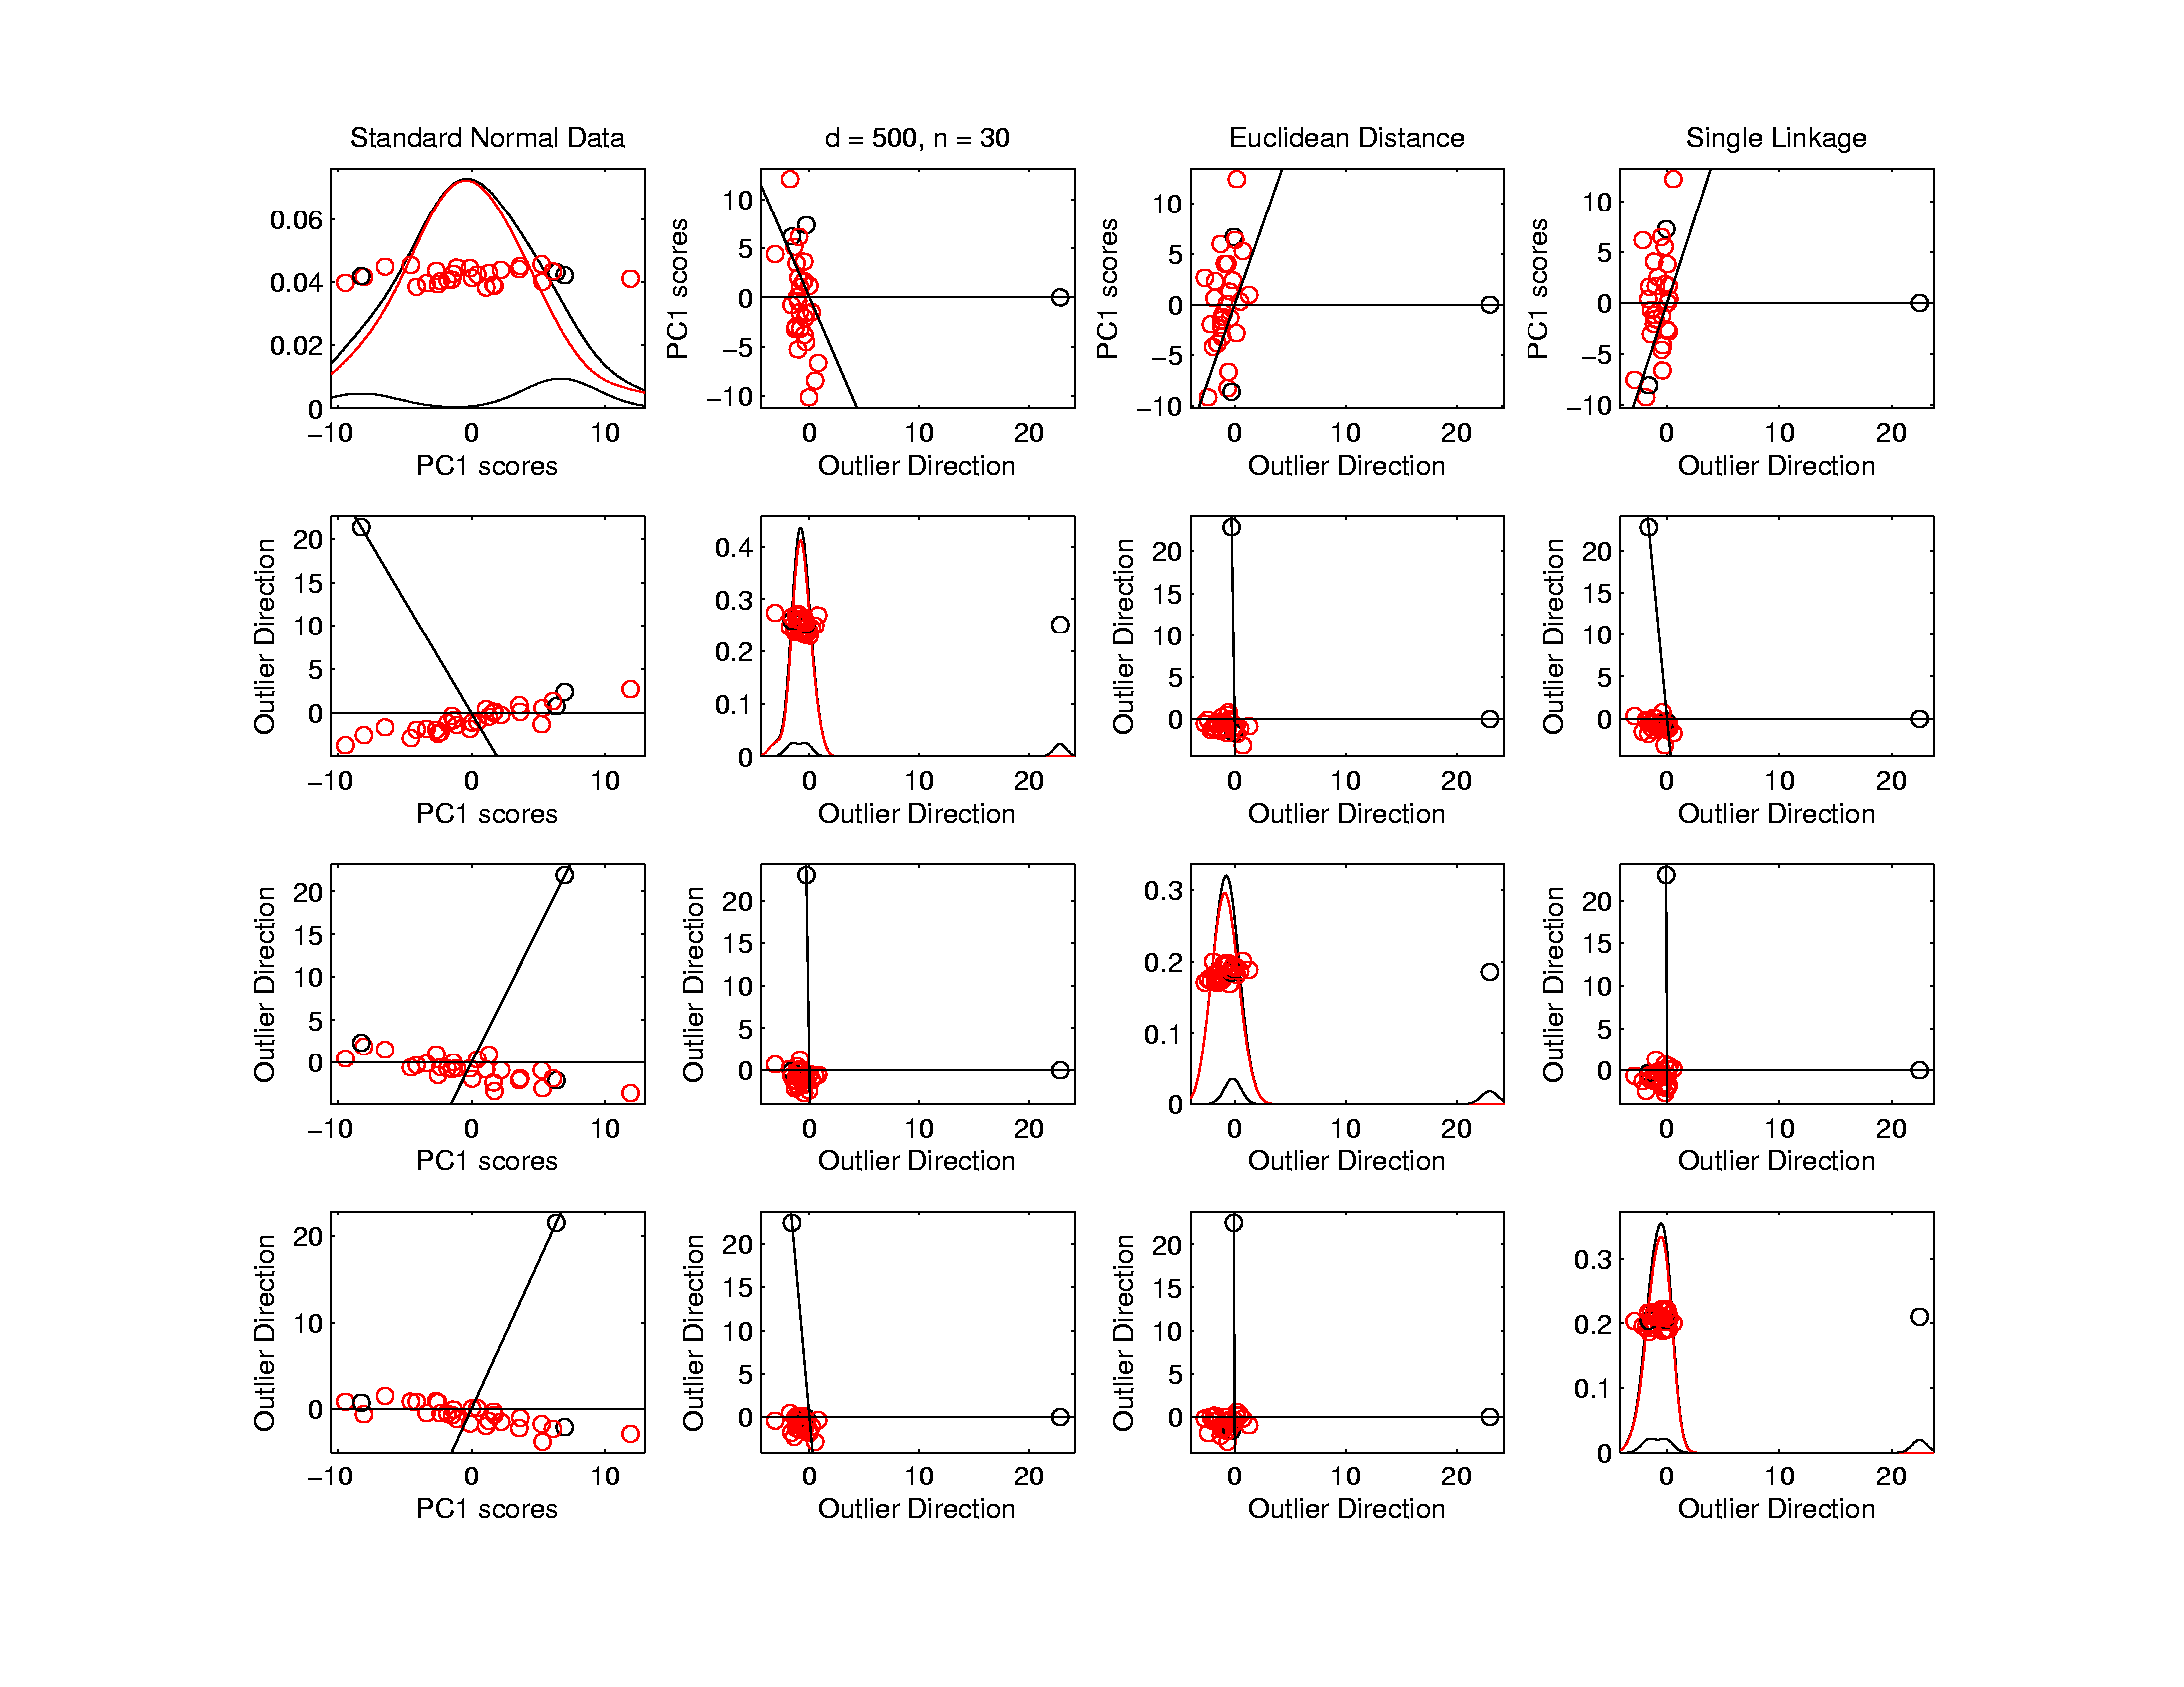 Standard Normal Data
d = 500, n = 30
Euclidean Distance
Single Linkage
0.06
0.04
0.02
0
−10 0 10
PC1 scores
PC1 scores
10
5
0
−5
−10
0 10 20
Outlier Direction
PC1 scores
10
5
0
−5
−10
0 10 20
Outlier Direction
PC1 scores
10
5
0
−5
−10
0 10 20
Outlier Direction
Outlier Direction
20
15
10
5
0
−10 0 10
PC1 scores
0.4
0.3
0.2
0.1
0
0 10 20
Outlier Direction
Outlier Direction
20
15
10
5
0
0 10 20
Outlier Direction
Outlier Direction
20
15
10
5
0
0 10 20
Outlier Direction
Outlier Direction
20
15
10
5
0
−10 0 10
PC1 scores
Outlier Direction
20
15
10
5
0
0 10 20
Outlier Direction
0.3
0.2
0.1
0
0 10 20
Outlier Direction
Outlier Direction
20
15
10
5
0
0 10 20
Outlier Direction
Outlier Direction
20
10
0
−10 0 10
PC1 scores
Outlier Direction
20
15
10
5
0
0 10 20
Outlier Direction
Outlier Direction
20
15
10
5
0
0 10 20
Outlier Direction
0.3
0.2
0.1
0
0 10 20
Outlier Direction